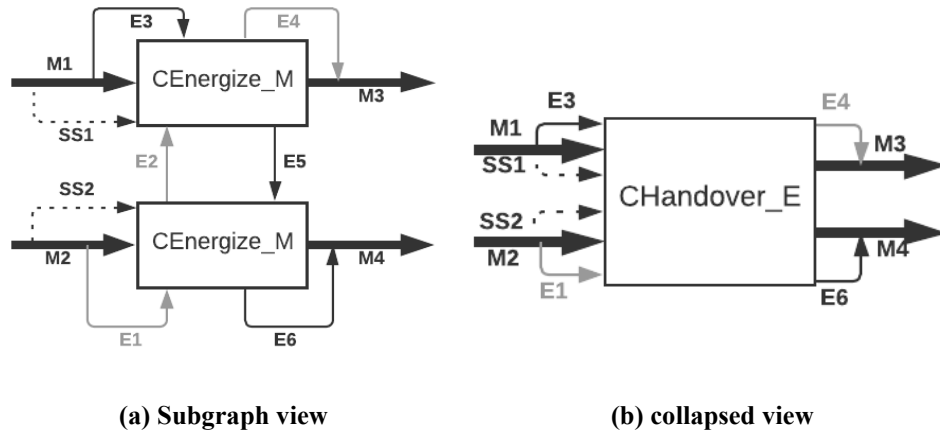 E3
E4
M1
CEnergize_M
M3
SS1
E2
E5
SS2
CEnergize_M
M2
M4
E1
E6
(a) Subgraph view
E3
E4
M1
M3
SS1
CHandover_E
SS2
M2
M4
E1
E6
(b) collapsed view